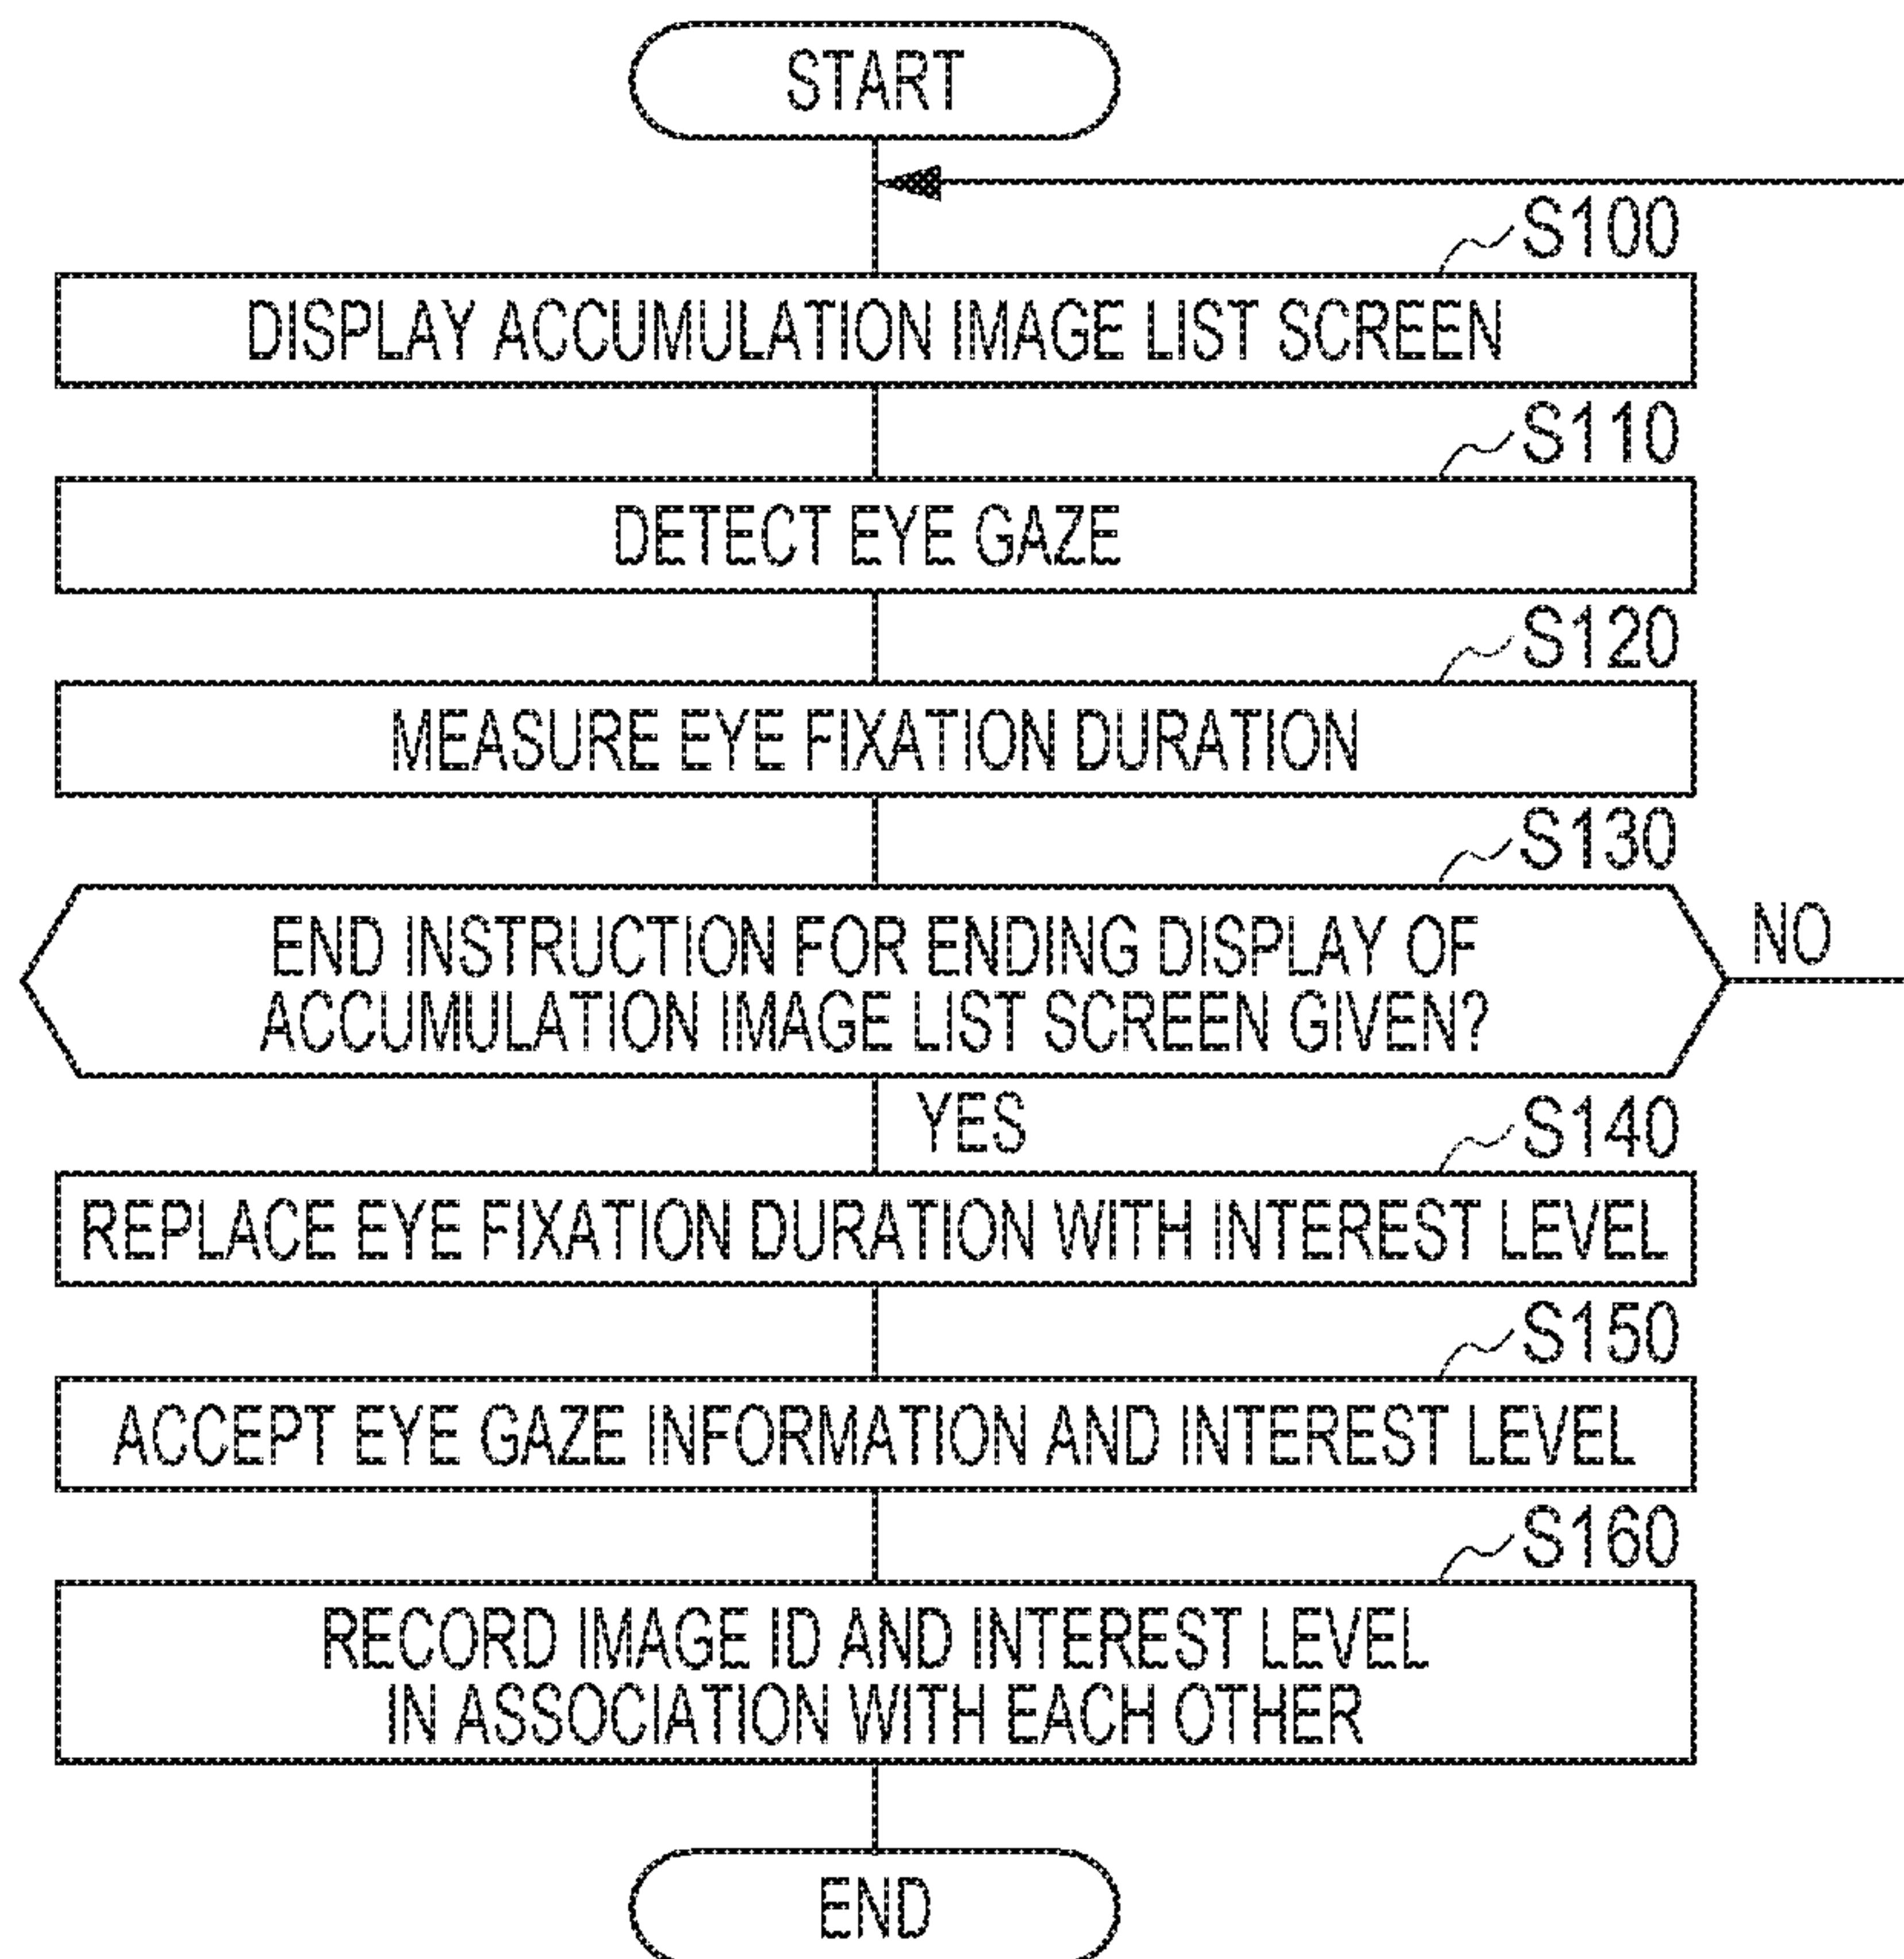 START
S100
DISPLAY ACCUMULATION IMAGE LIST SCREEN
S110
DETECT EYE GAZE
S120
MEASURE EYE FIXATION DURATION
S130
END INSTRUCTION FOR ENDING DISPLAY OF
ACCUMULATION IMAGE LIST SCREEN GIVEN?
NO
YES
S140
REPLACE EYE FIXATION DURATION WITH INTEREST LEVEL
S150
ACCEPT EYE GAZE INFORMATION AND INTEREST LEVEL
S160
RECORD IMAGE ID AND INTEREST LEVEL
IN ASSOCIATION WITH EACH OTHER
END